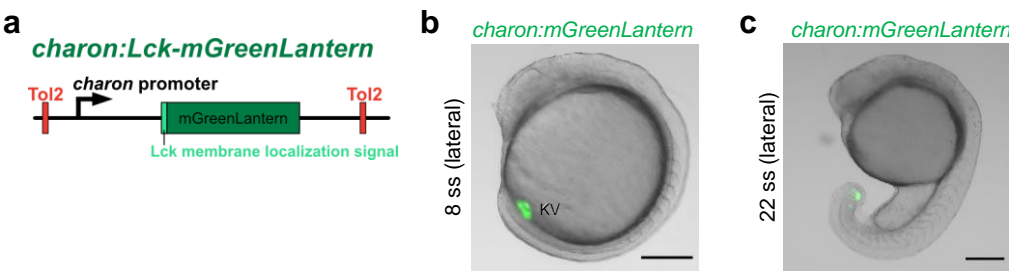 a
charon:Lck-mGreenLantern
charon promoter
Tol2
Tol2
mGreenLantern
Lck membrane localization signal
b
charon:mGreenLantern
8 ss (lateral)
KV
c
charon:mGreenLantern
22 ss (lateral)